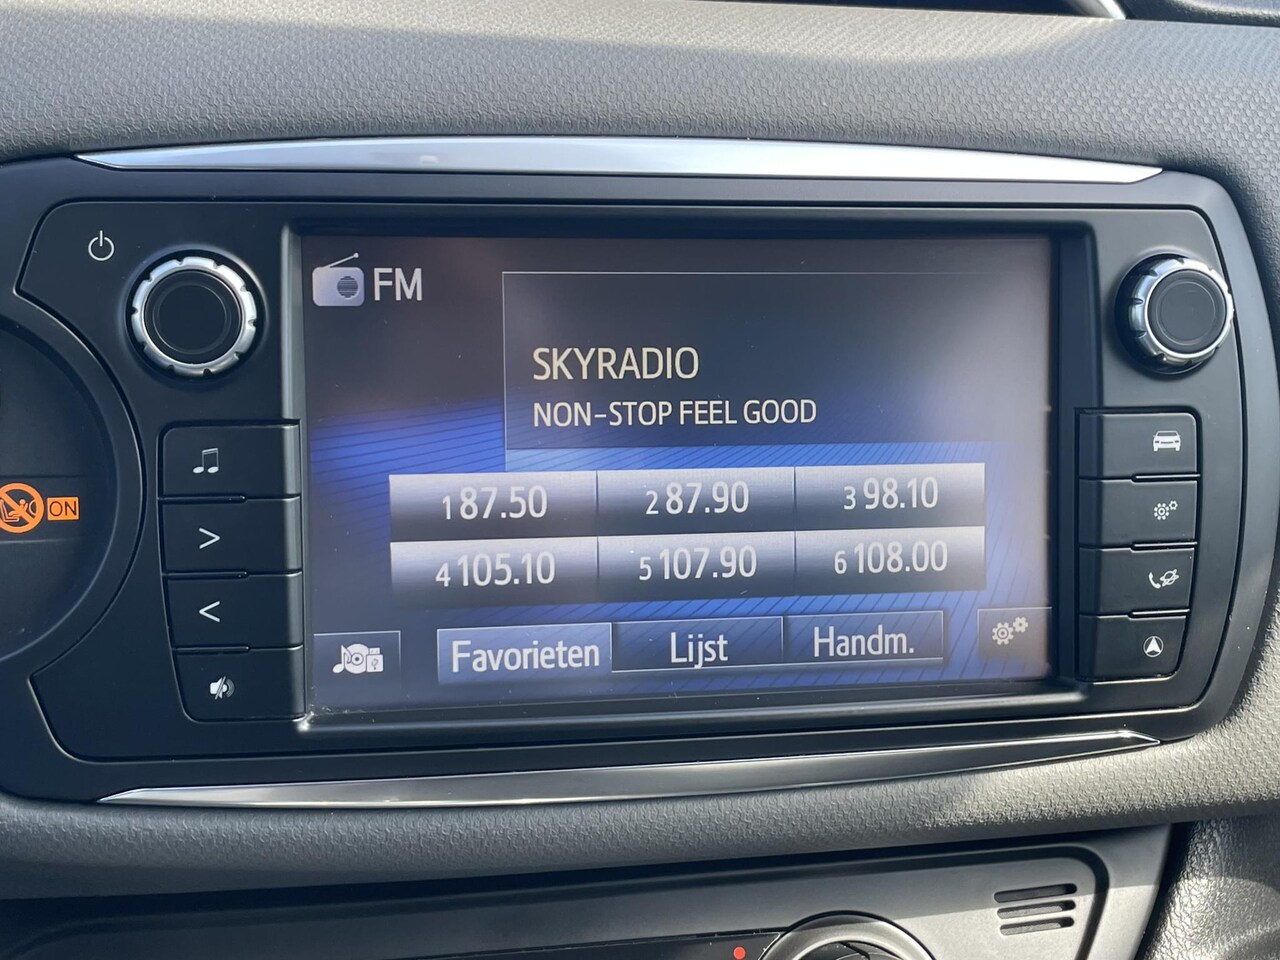 FM
SKYRADIO
NON-STOP FEEL GOOD
1 87.50 2 87.90 3 98.10
4 105.10 5 107.90 6 108.00
Favorieten Lijst Handm.
ON